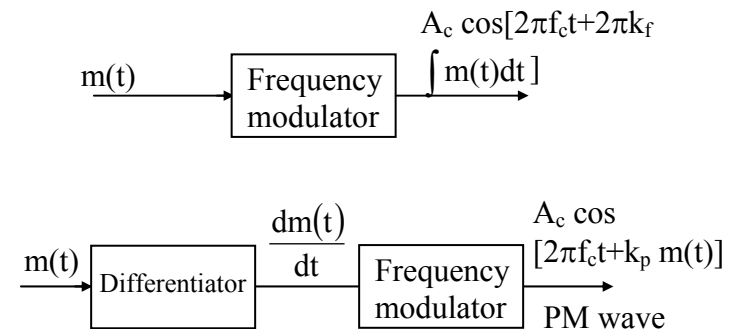 A_c cos[2πf_ct+2πk_f
∫ m(t)dt ]
m(t)
Frequency
modulator
dm(t)
dt
A_c cos
[2πf_ct+k_p m(t)]
m(t)
Differentiator
Frequency
modulator
PM wave